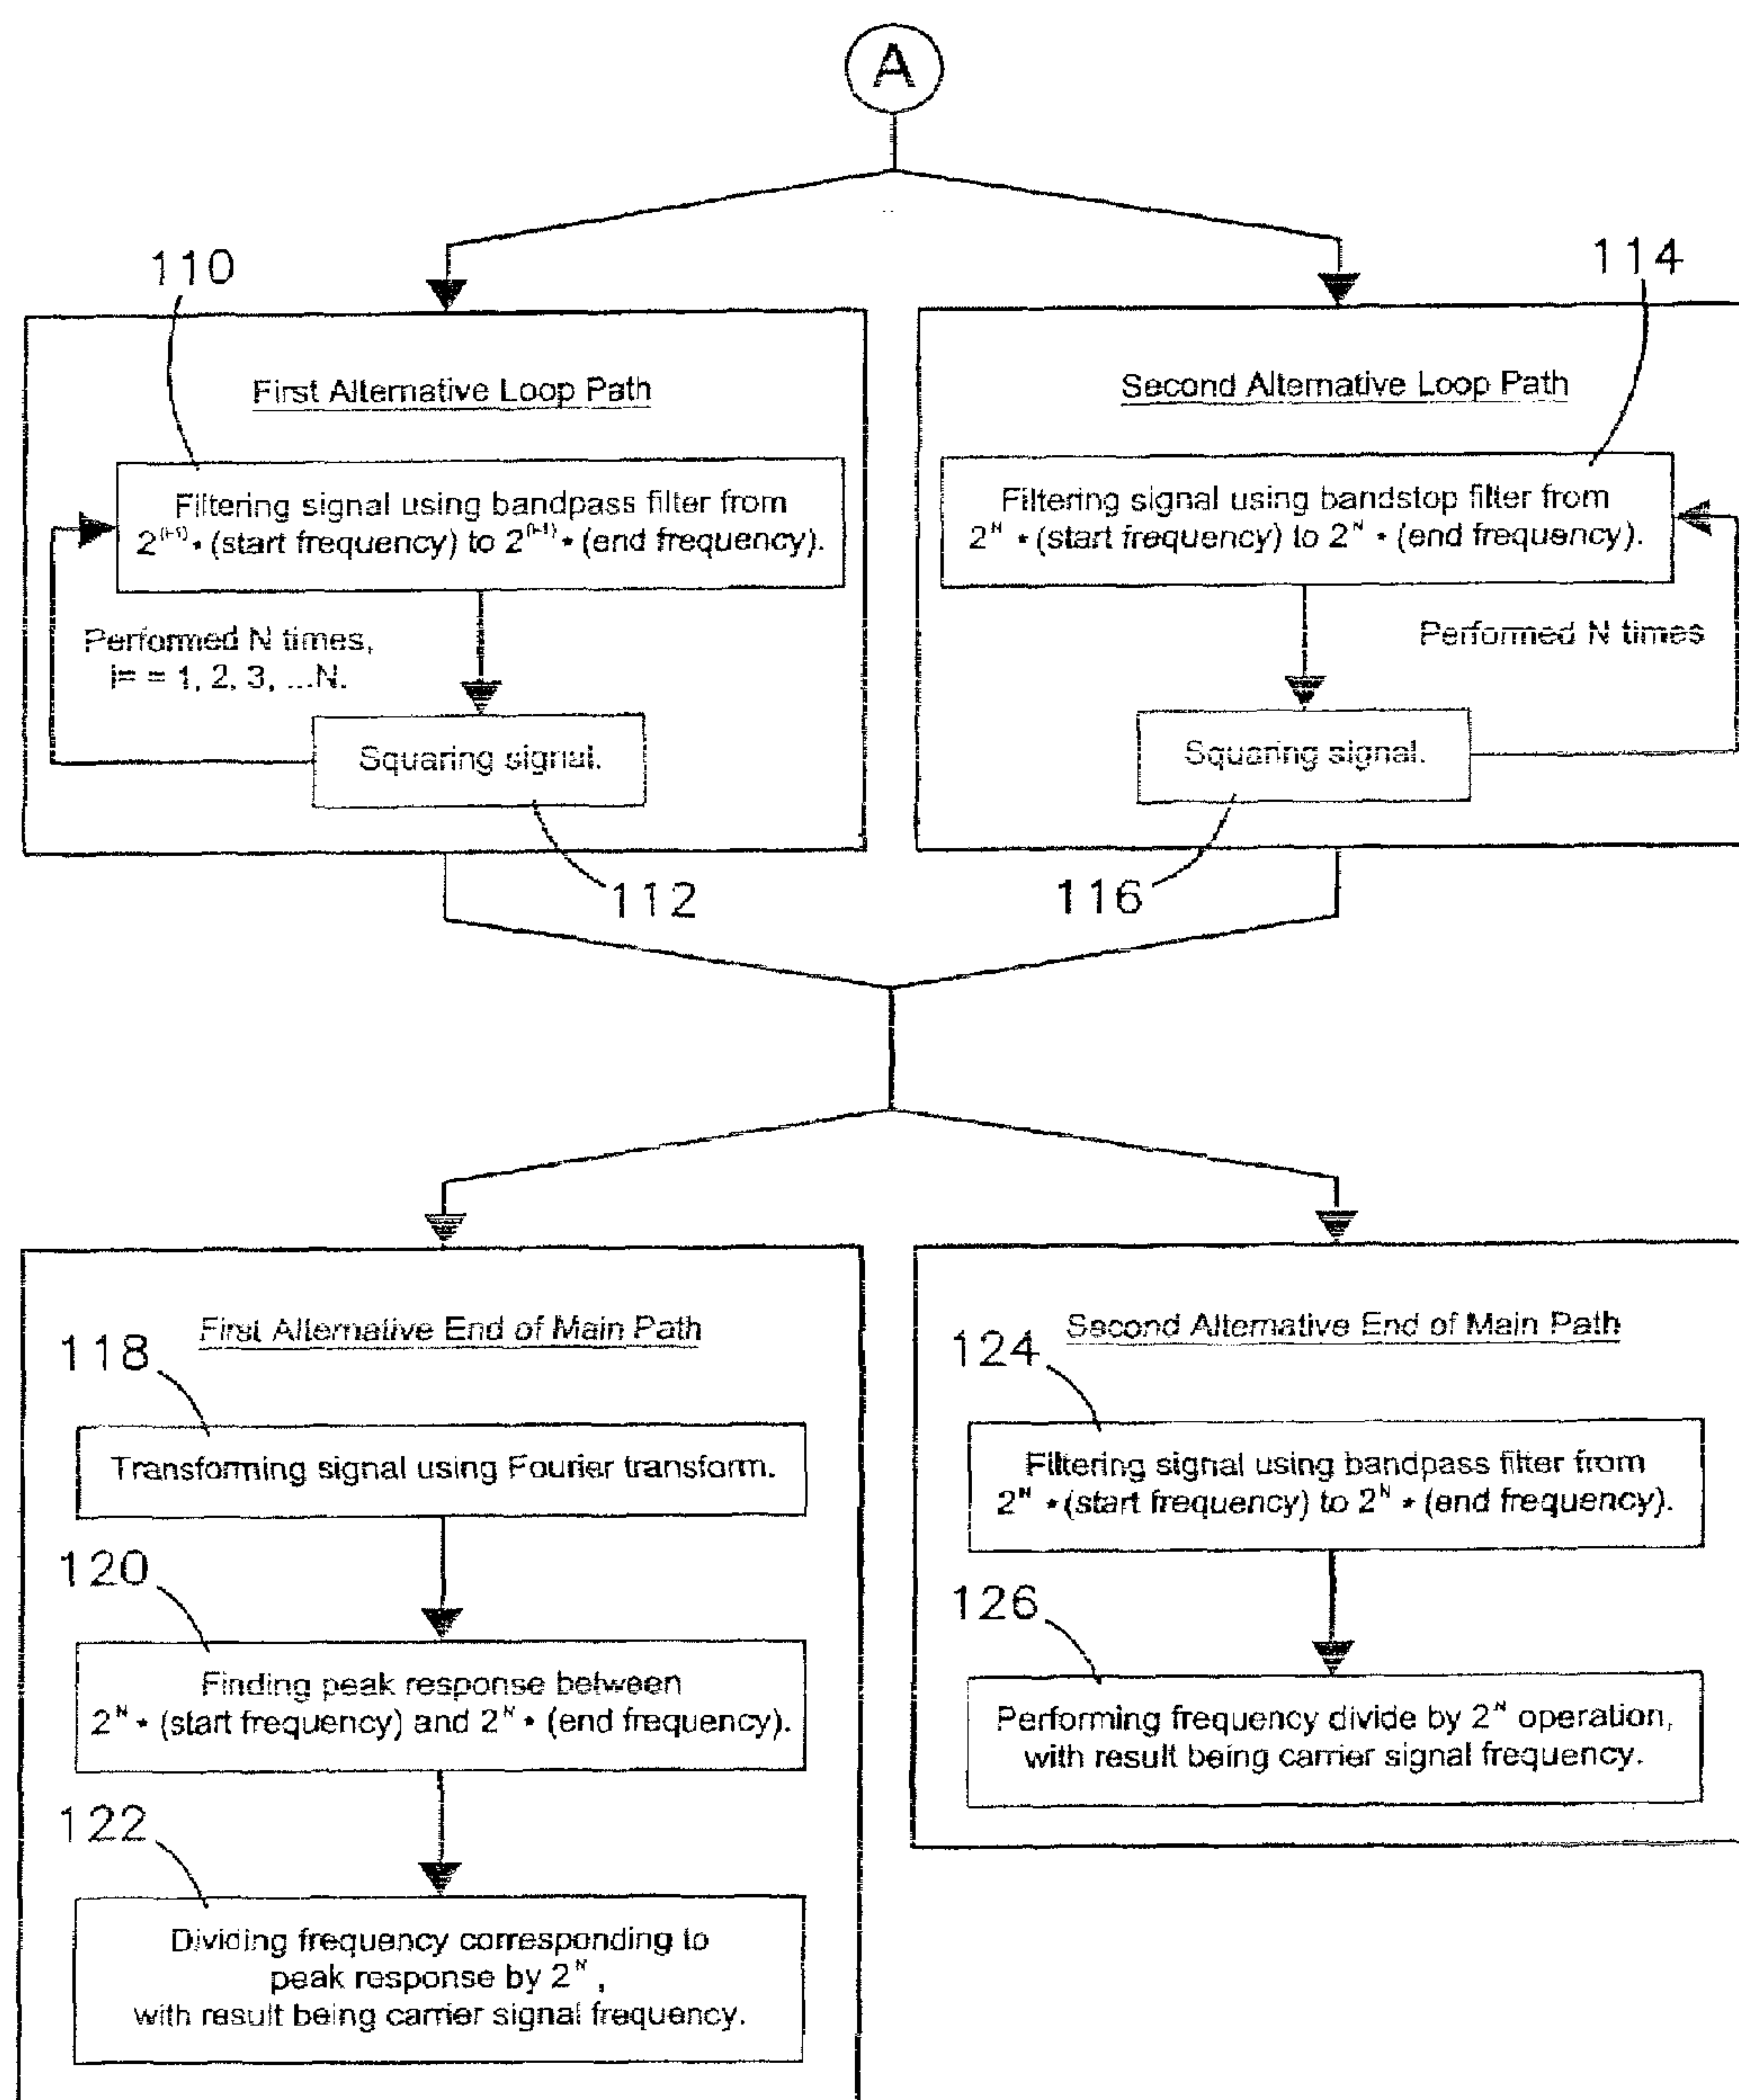 A
110
114
First Alternative Loop Path
Filtering signal using bandpass filter from
2^(i-1) * (start frequency) to 2^(i-1) * (end frequency).
Performed N times,
i= = 1, 2, 3, ...N.
Squaring signal.
112
Second Alternative Loop Path
Filtering signal using bandstop filter from
2^N * (start frequency) to 2^N * (end frequency).
Performed N times
Squaring signal.
116
First Alternative End of Main Path
118
Transforming signal using Fourier transform.
120
Finding peak response between
2^N * (start frequency) and 2^N * (end frequency).
122
Dividing frequency corresponding to
peak response by 2^N ,
with result being carrier signal frequency.
Second Alternative End of Main Path
124
Filtering signal using bandpass filter from
2^N * (start frequency) to 2^N * (end frequency).
126
Performing frequency divide by 2^N operation,
with result being carrier signal frequency.